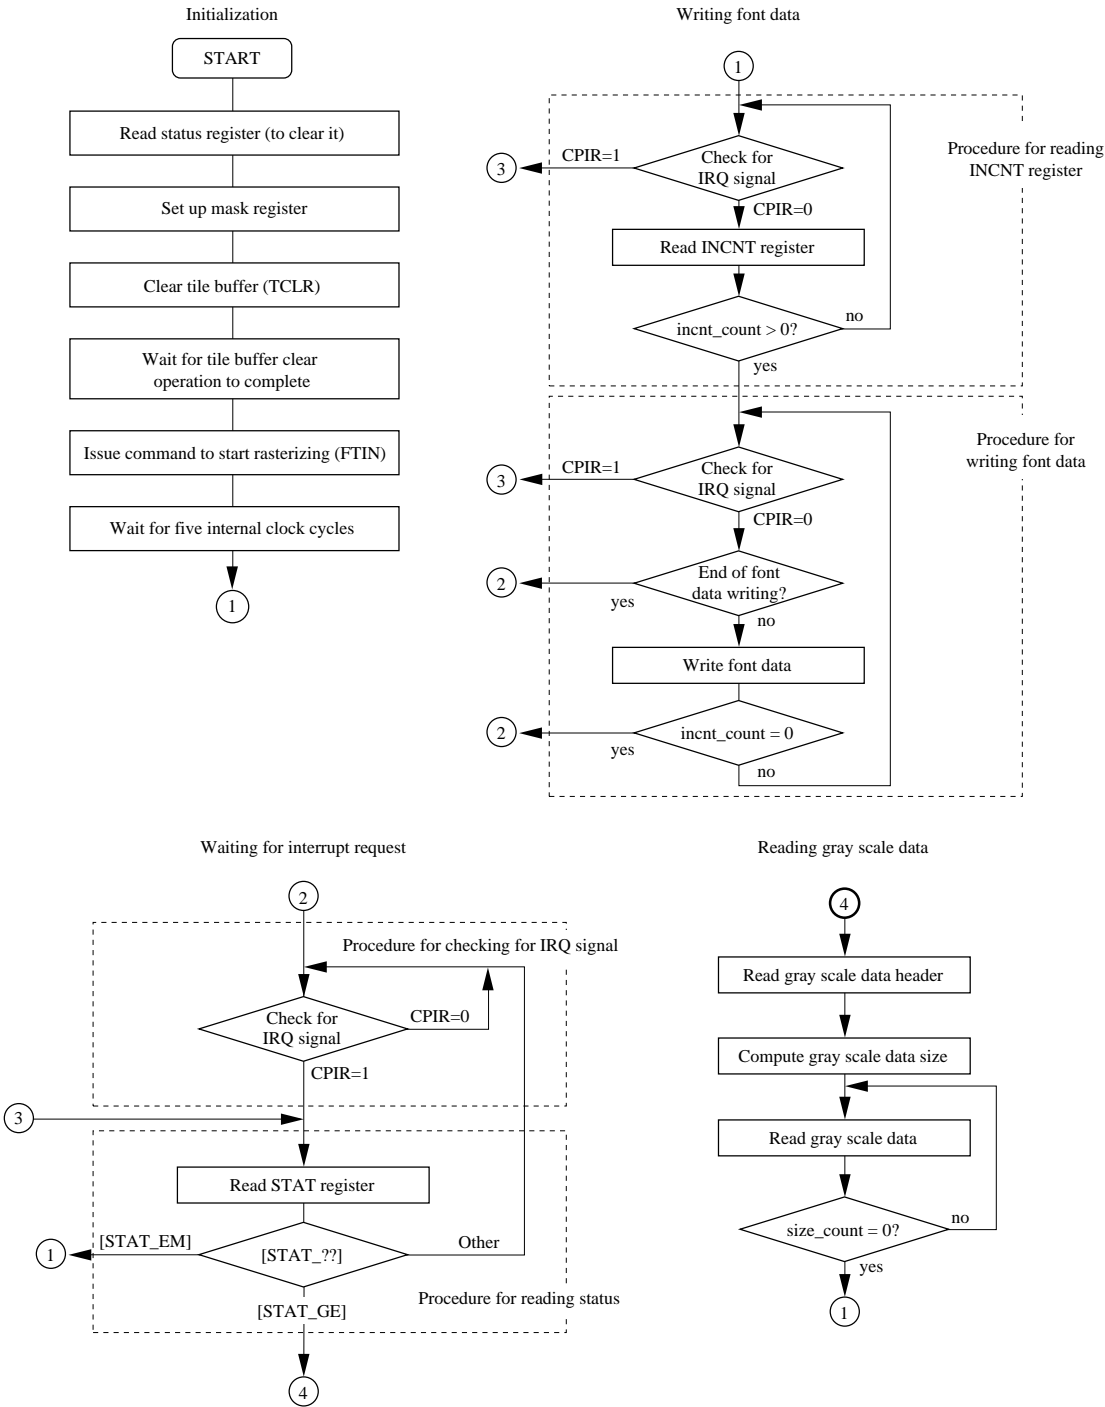 Initialization
START
Read status register (to clear it)
Set up mask register
Clear tile buffer (TCLR)
Wait for tile buffer clear
operation to complete
Issue command to start rasterizing (FTIN)
Wait for five internal clock cycles
1
Writing font data
1
Procedure for reading
INCNT register
Check for
IRQ signal
CPIR=1
3
CPIR=0
Read INCNT register
incnt_count > 0?
no
yes
Procedure for
writing font data
Check for
IRQ signal
CPIR=1
3
CPIR=0
End of font
data writing?
2
yes
no
Write font data
incnt_count = 0
2
yes
no
Waiting for interrupt request
2
Procedure for checking for IRQ signal
Check for
IRQ signal
CPIR=0
CPIR=1
3
Read STAT register
[STAT_EM]
1
[STAT_??]
Other
[STAT_GE]
Procedure for reading status
4
Reading gray scale data
4
Read gray scale data header
Compute gray scale data size
Read gray scale data
size_count = 0?
no
yes
1